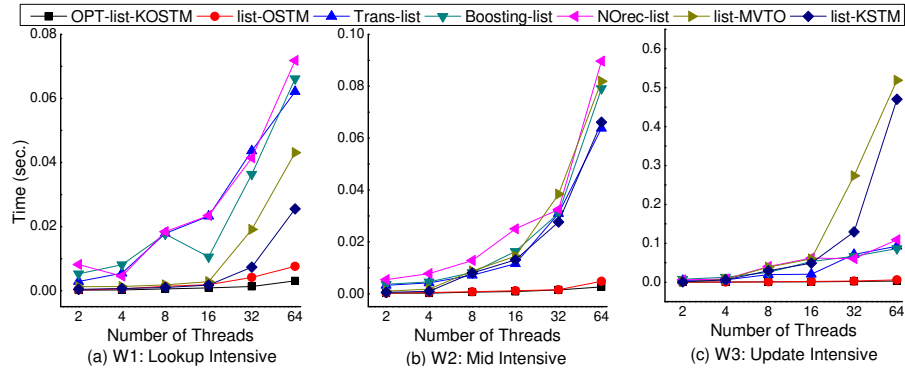 OPT-list-KOSTM list-OSTM Trans-list Boosting-list NOrec-list list-MVTO list-KSTM
Time (sec.)
0.08
0.06
0.04
0.02
0.00
2 4 8 16 32 64
Number of Threads
(a) W1: Lookup Intensive
0.10
0.08
0.06
0.04
0.02
0.00
2 4 8 16 32 64
Number of Threads
(b) W2: Mid Intensive
0.6
0.5
0.4
0.3
0.2
0.1
0.0
2 4 8 16 32 64
Number of Threads
(c) W3: Update Intensive